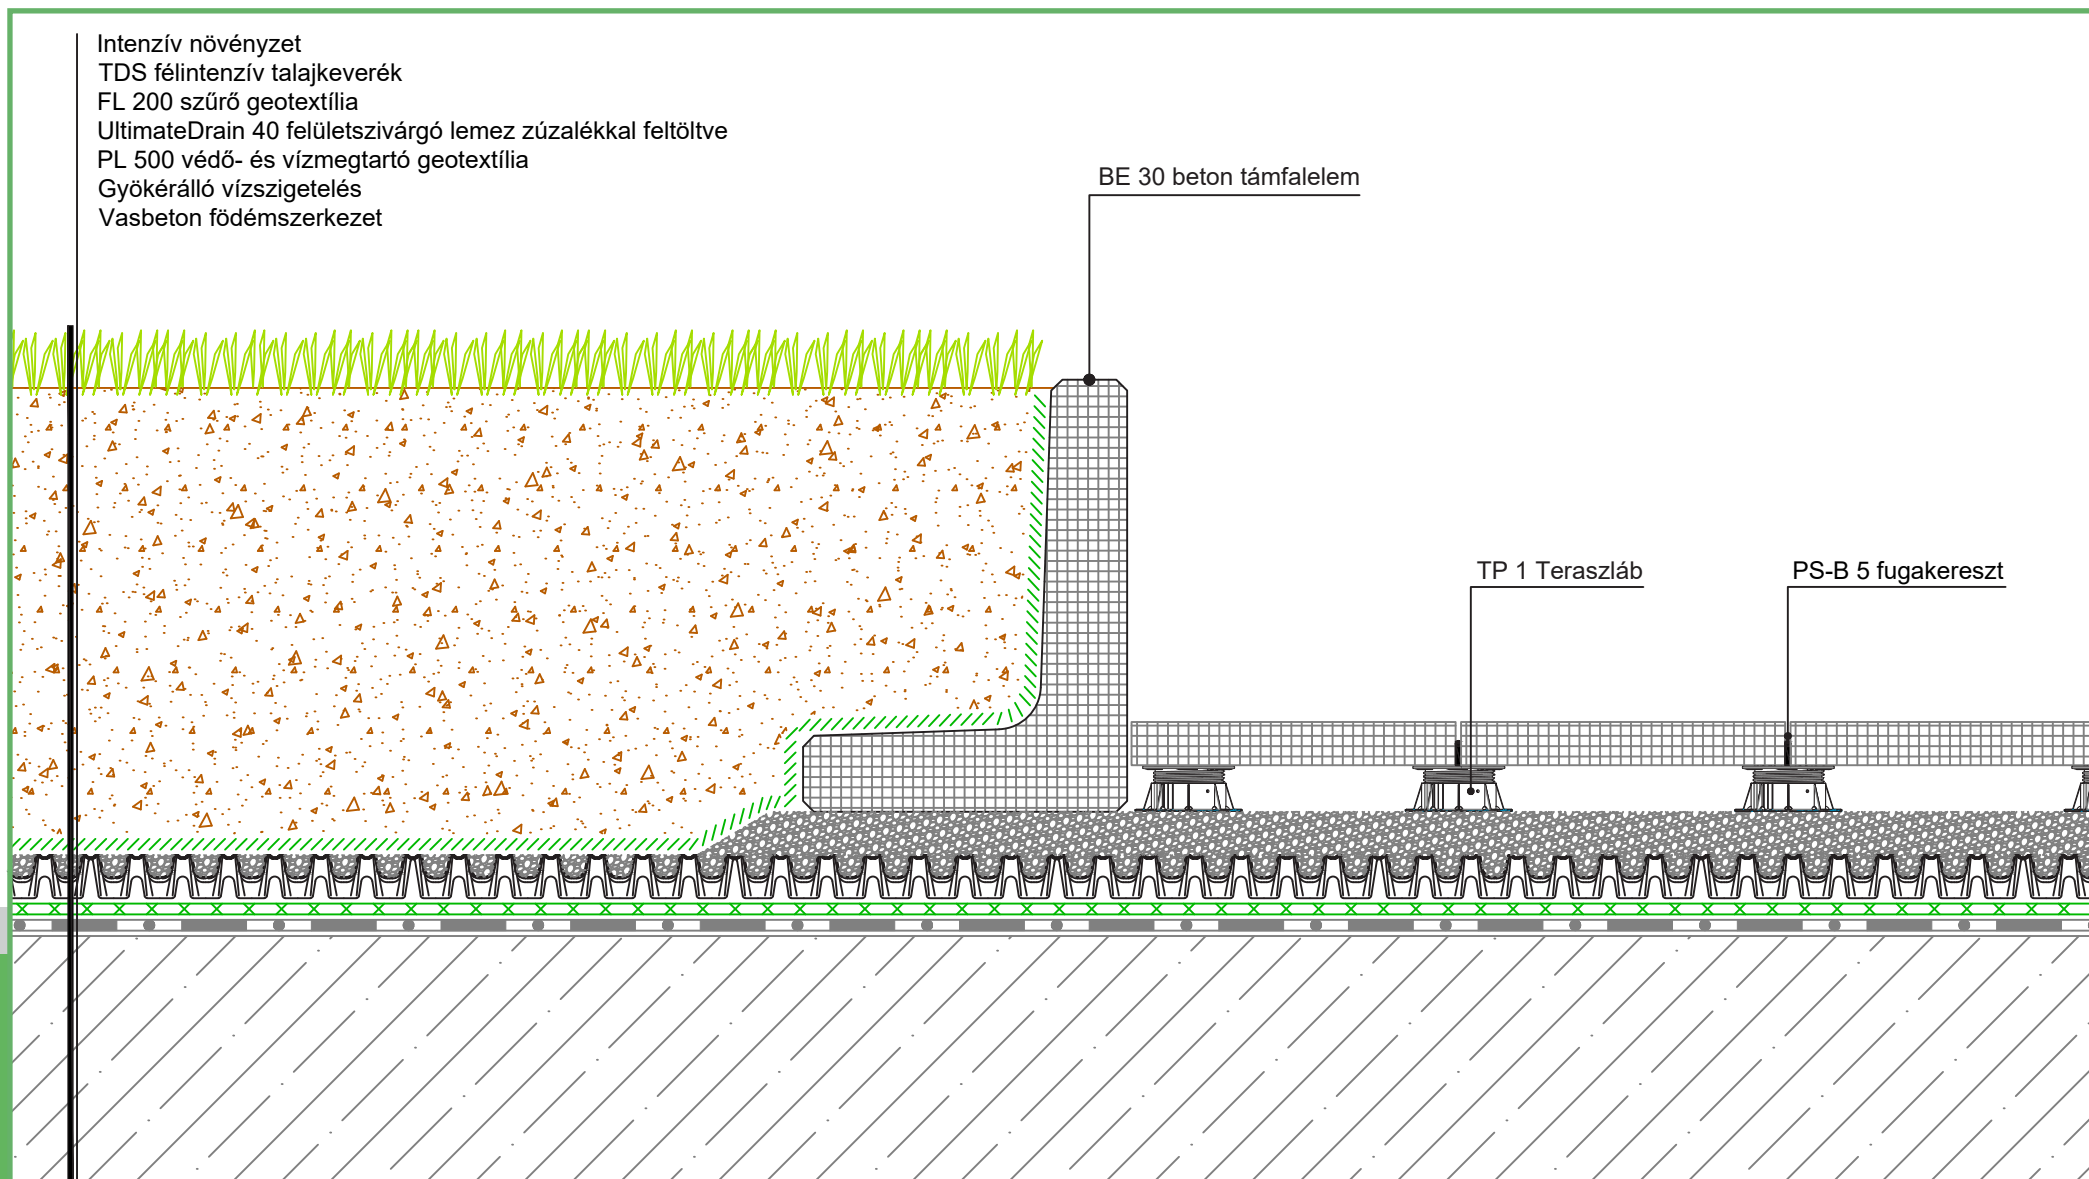 Intenzív növényzet
TDS félintenzív talajkeverék
FL 200 szűrő geotextília
UltimateDrain 40 felületszivárgó lemez zúzalékkal feltöltve
PL 500 védő- és vízmegtartó geotextília
Gyökérálló vízszigetelés
Vasbeton födémszerkezet
BE 30 beton támfalelem
TP 1 Teraszláb
PS-B 5 fugakereszt